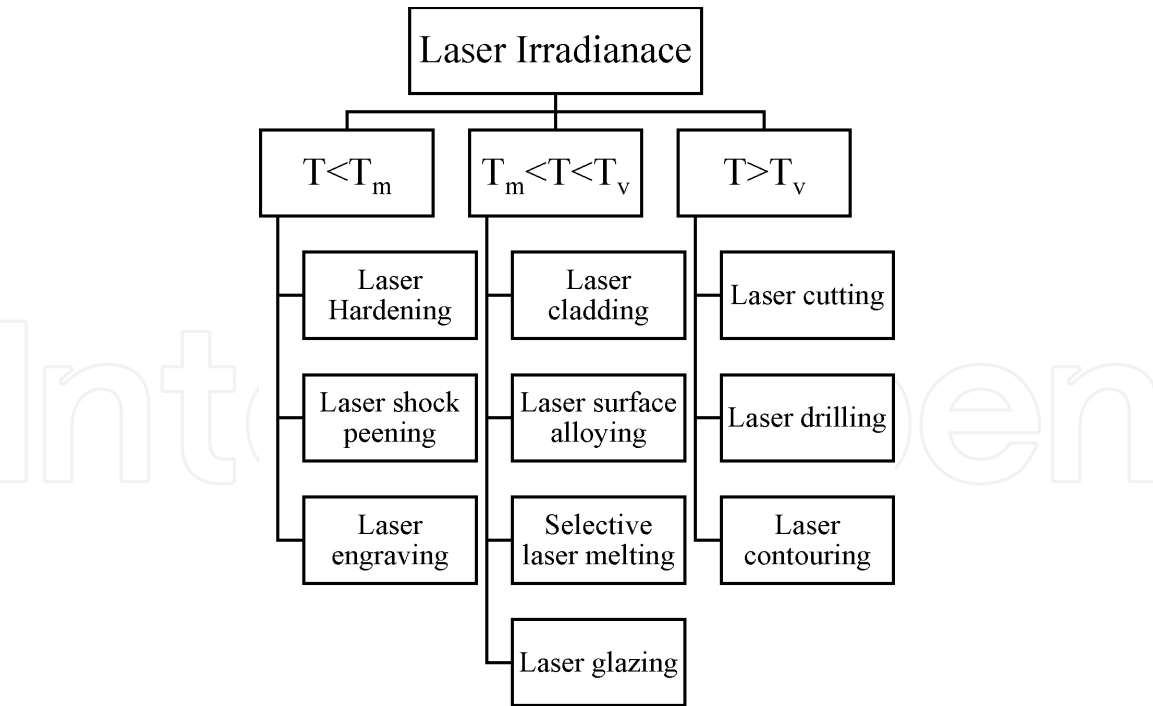 Laser Irradianace
T<Tm
Tm<T<Tv
T>Tv
Laser
Hardening
Laser shock
peening
Laser
engraving
Laser
cladding
Laser surface
alloying
Selective
laser melting
Laser glazing
Laser cutting
Laser drilling
Laser
contouring